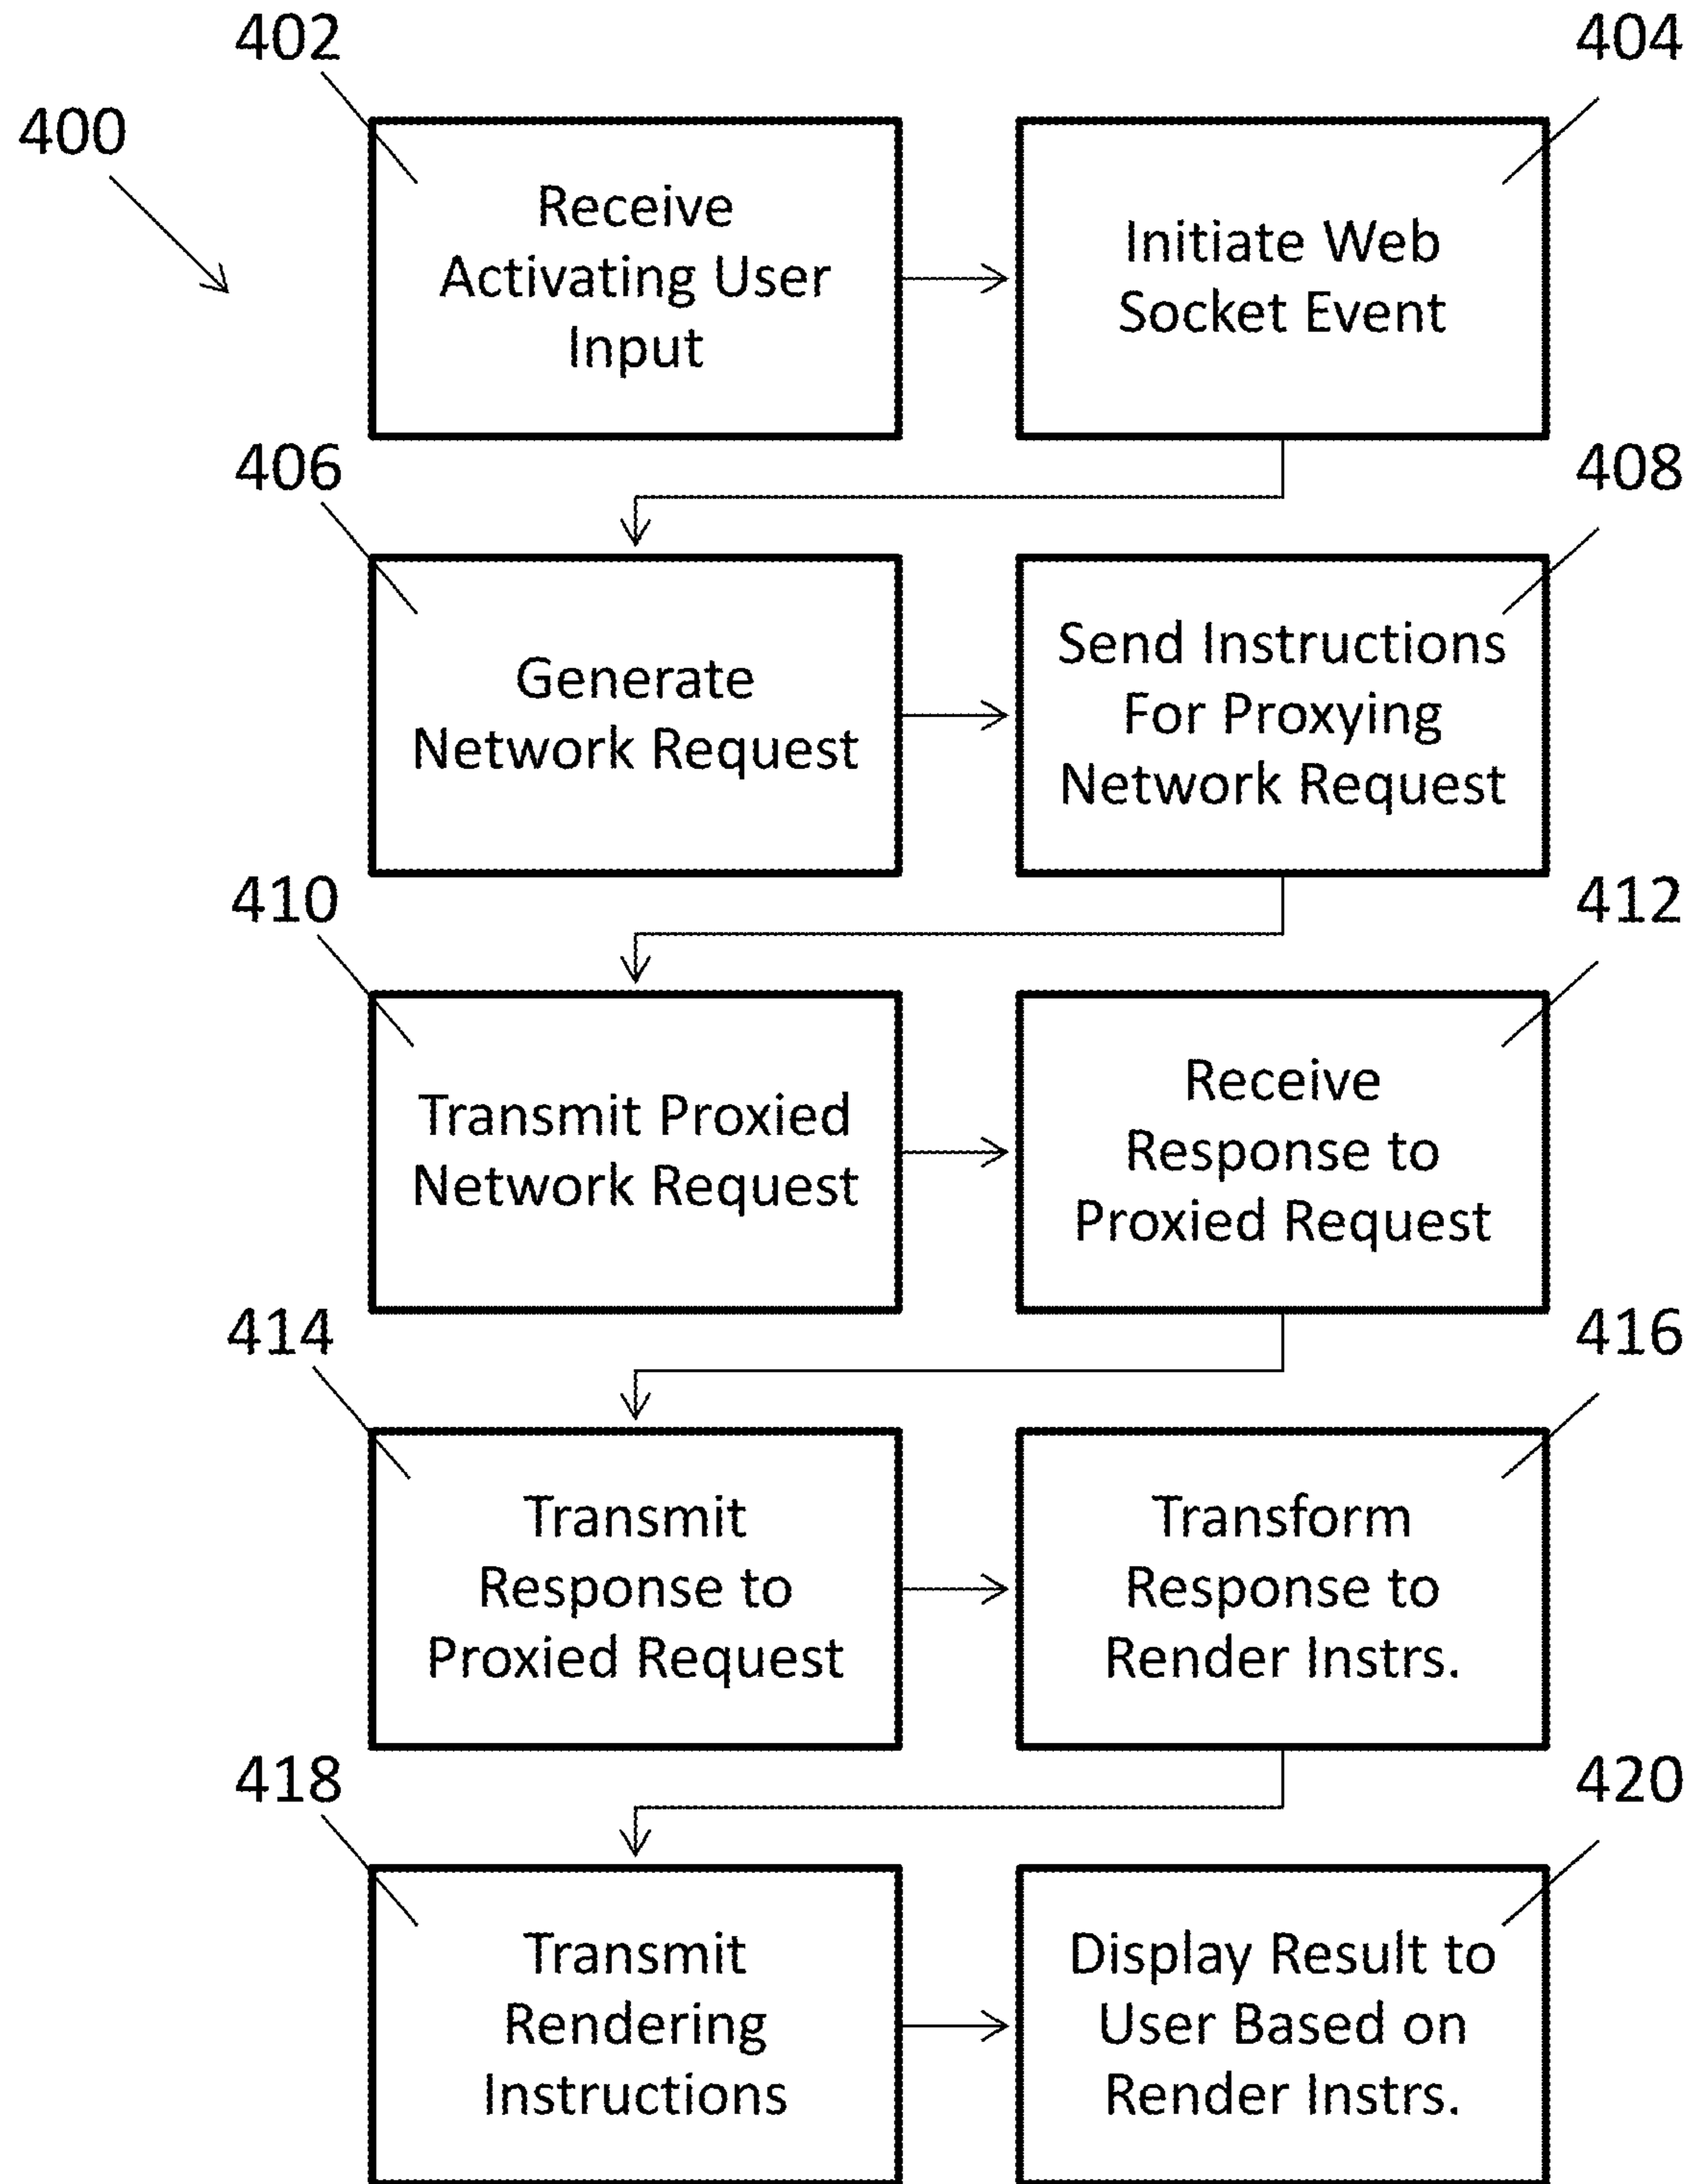 402
404
400
Receive
Activating User
Input
Initiate Web
Socket Event
406
408
Generate
Network Request
Send Instructions
For Proxying
Network Request
410
412
Transmit Proxied
Network Request
Receive
Response to
Proxied Request
414
416
Transmit
Response to
Proxied Request
Transform
Response to
Render Instrs.
418
420
Transmit
Rendering
Instructions
Display Result to
User Based on
Render Instrs.